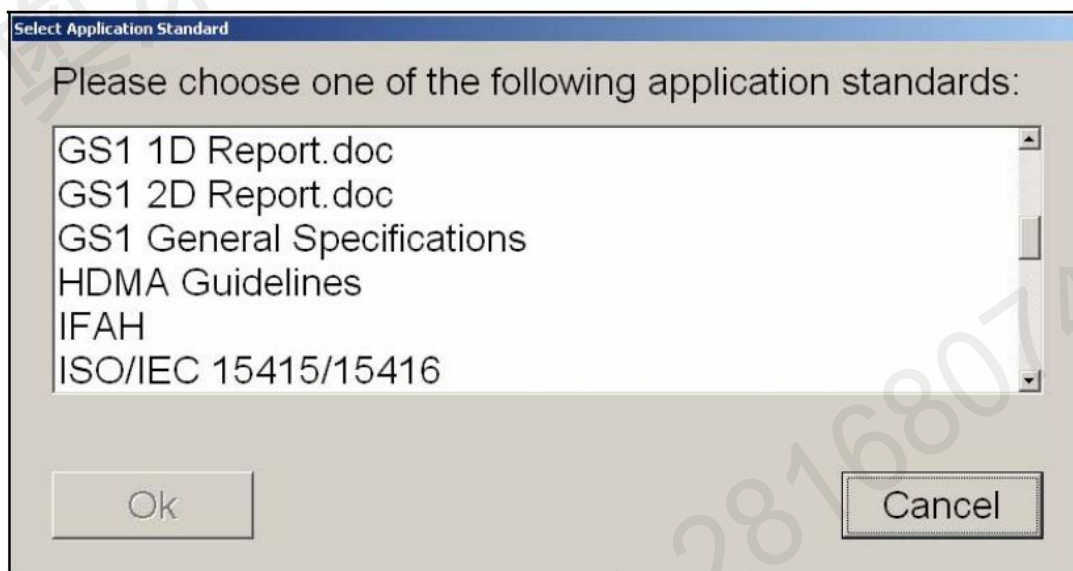 Select Application Standard
Please choose one of the following application standards:
GS1 1D Report.doc
GS1 2D Report.doc
GS1 General Specifications
HDMA Guidelines
IFAH
ISO/IEC 15415/15416
Ok
Cancel